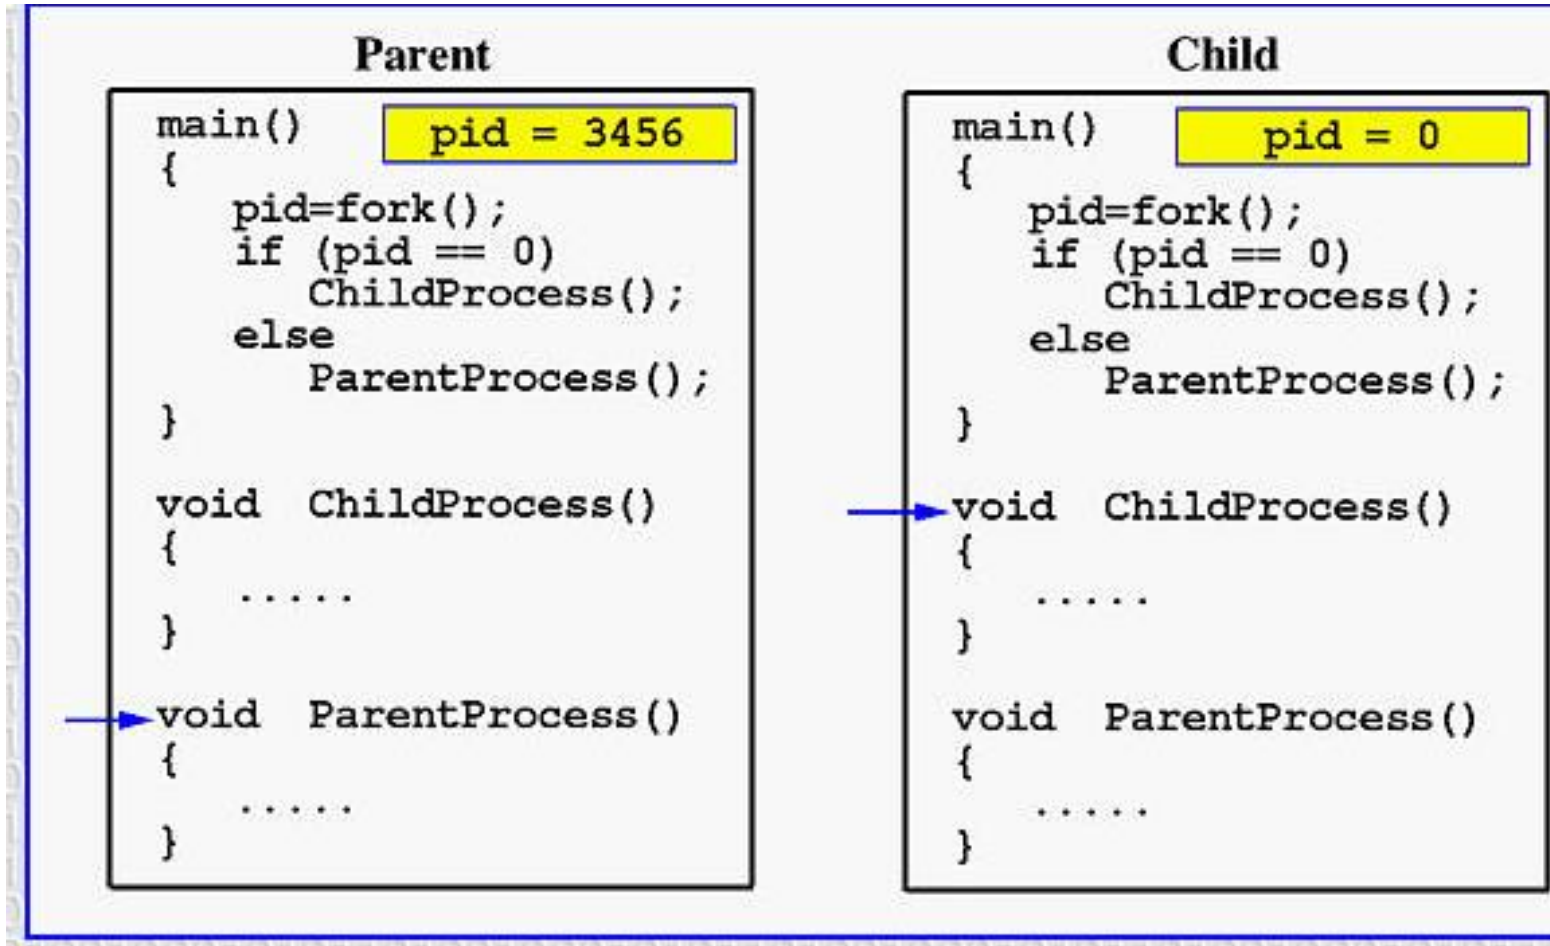 Parent
main()
pid = 3456
{
pid=fork();
if (pid == 0)
ChildProcess();
else
ParentProcess();
}
void ChildProcess()
{
.....
}
void ParentProcess()
{
.....
}
Child
main()
pid = 0
{
pid=fork();
if (pid == 0)
ChildProcess();
else
ParentProcess();
}
void ChildProcess()
{
.....
}
void ParentProcess()
{
.....
}